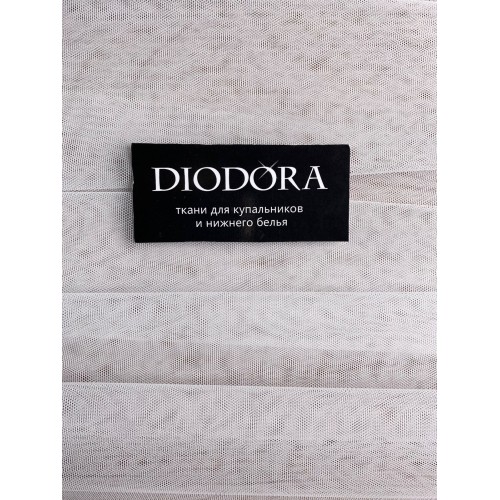 DIODORA
ткани для купальников
и нижнего белья